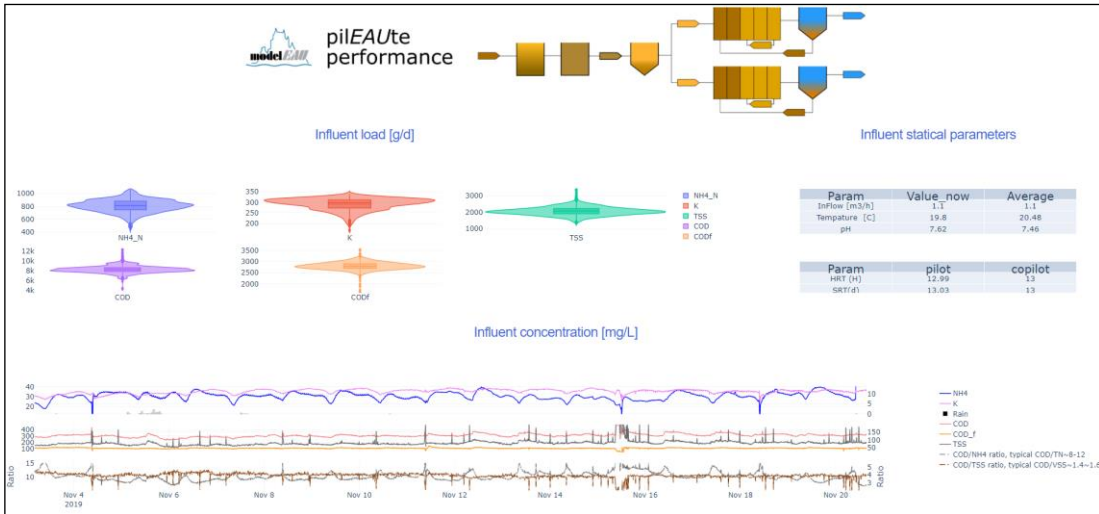 pilEAUte
performance
modelEAU
Influent load [g/d]
Influent statical parameters
1000
800
600
400
NH4_N
350
300
250
200
K
3000
2000
1000
TSS
NH4_N
K
TSS
COD
CODf
12k
10k
8k
6k
4k
COD
3500
3000
2500
2000
CODf
Param Value_now Average
InFlow [m3/h] 1.1 1.1
Tempature [C] 19.8 20.48
pH 7.62 7.46
Param pilot copilot
HRT (H) 12.99 13
SRT(d) 13.03 13
Influent concentration [mg/L]
40
30
20
10
5
0
400
300
200
100
150
100
50
15
10
5
4
3
Ratio
Ratio
Nov 4
2019
Nov 6
Nov 8
Nov 10
Nov 12
Nov 14
Nov 16
Nov 18
Nov 20
NH4
K
Rain
COD
COD_f
TSS
COD/NH4 ratio, typical COD/TN~8-12
COD/TSS ratio, typical COD/VSS~1.4~1.6